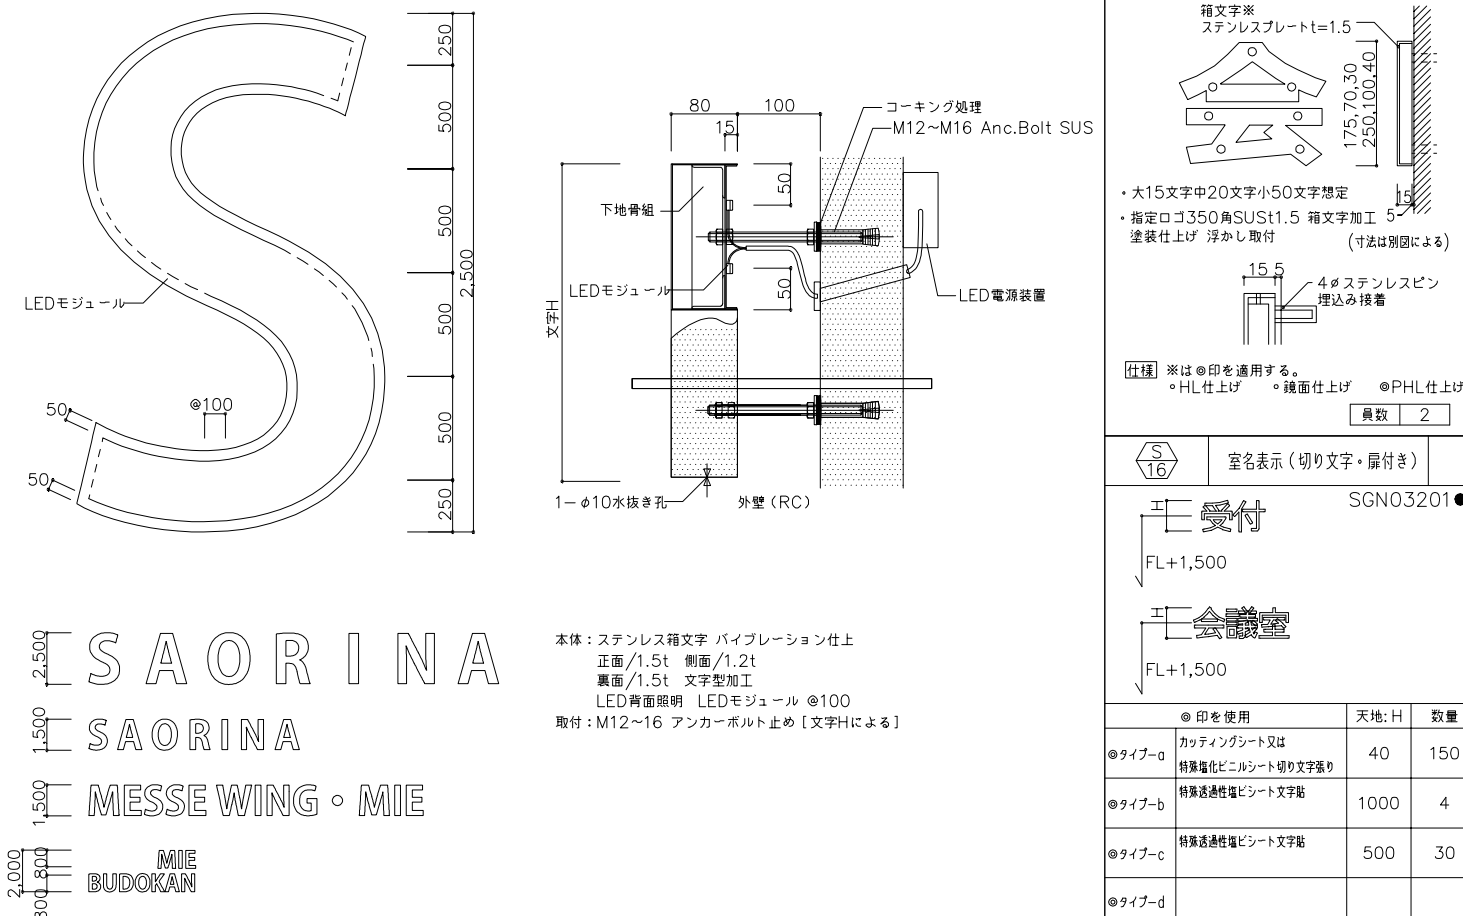 250
500
500
500
500
250
2,500
LEDモジュール
@100
50
50
80
100
15
コーキング処理
M12~M16 Anc.Bolt SUS
50
下地骨組
LEDモジュール
50
LED電源装置
文字H
1-φ10水抜き孔
外壁(RC)
2,500
SAORINA
1,500
SAORINA
1,500
MESSE WING・MIE
2,000
800
MIE
BUDOKAN
本体:ステンレス箱文字 バイブレーション仕上
正面/1.5t 側面/1.2t
裏面/1.5t 文字型加工
LED背面照明 LEDモジュール @100
取付:M12~16 アンカーボルト止め[文字Hによる]
箱文字※
ステンレスプレートt=1.5
会
175,70,30
250,100,40
・大15文字中20文字小50文字想定
15
・指定ロゴ350角SUSt1.5 箱文字加工
5
塗装仕上げ 浮かし取付
(寸法は別図による)
15 5
4φステンレスピン
埋込み接着
仕様 ※は◎印を適用する。
○HL仕上げ ○鏡面仕上げ ◎PHL仕上げ
員数 2
S
16
室名表示(切り文字・扉付き)
SGN03201●
エ
受付
FL+1,500
エ
会議室
FL+1,500
◎印を使用 天地:H 数量
◎タイプ-a カッティングシート又は
特殊塩化ビニルシート切り文字張り 40 150
◎タイプ-b 特殊透過性塩ビシート文字貼 1000 4
◎タイプ-c 特殊透過性塩ビシート文字貼 500 30
◎タイプ-d